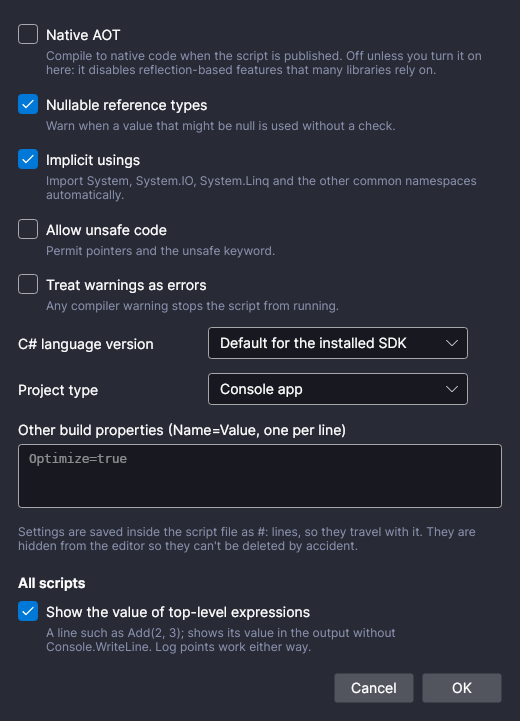 Native AOT
Compile to native code when the script is published. Off unless you turn it on
here: it disables reflection-based features that many libraries rely on.
Nullable reference types
Warn when a value that might be null is used without a check.
Implicit usings
Import System, System.IO, System.Linq and the other common namespaces
automatically.
Allow unsafe code
Permit pointers and the unsafe keyword.
Treat warnings as errors
Any compiler warning stops the script from running.
C# language version
Default for the installed SDK
Project type
Console app
Other build properties (Name=Value, one per line)
Optimize=true
Settings are saved inside the script file as #: lines, so they travel with it. They are
hidden from the editor so they can't be deleted by accident.
All scripts
Show the value of top-level expressions
A line such as Add(2, 3); shows its value in the output without
Console.WriteLine. Log points work either way.
Cancel
OK